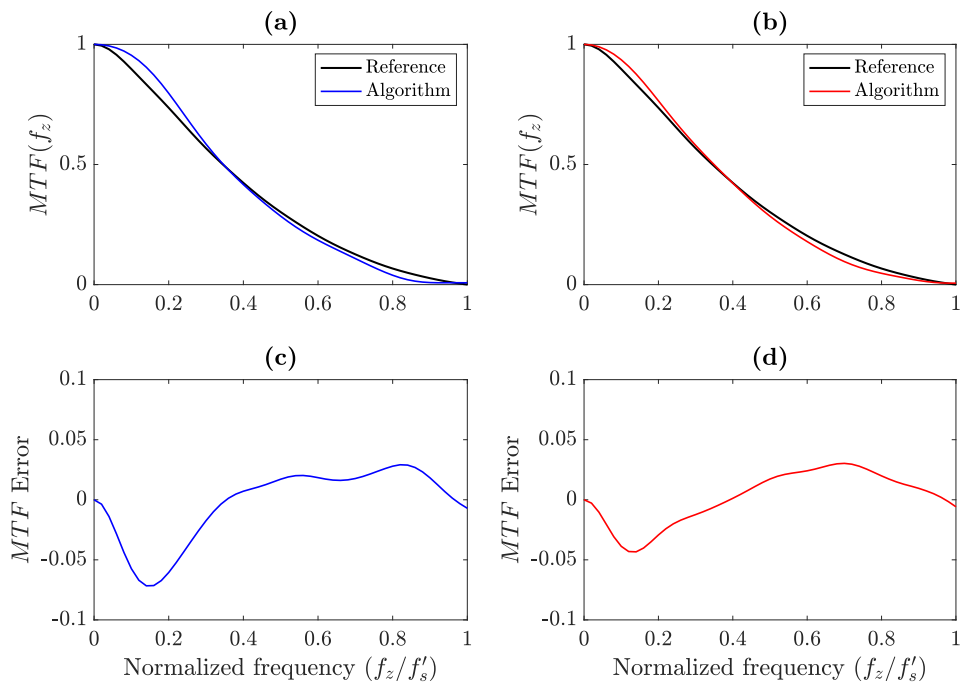 (a)
1
0.5
0
MTF(f_z)
Reference
Algorithm
0 0.2 0.4 0.6 0.8 1
(b)
1
0.5
0
MTF(f_z)
Reference
Algorithm
0 0.2 0.4 0.6 0.8 1
(c)
0.1
0.05
0
-0.05
-0.1
MTF Error
0 0.2 0.4 0.6 0.8 1
Normalized frequency (f_z/f'_s)
(d)
0.1
0.05
0
-0.05
-0.1
MTF Error
0 0.2 0.4 0.6 0.8 1
Normalized frequency (f_z/f'_s)